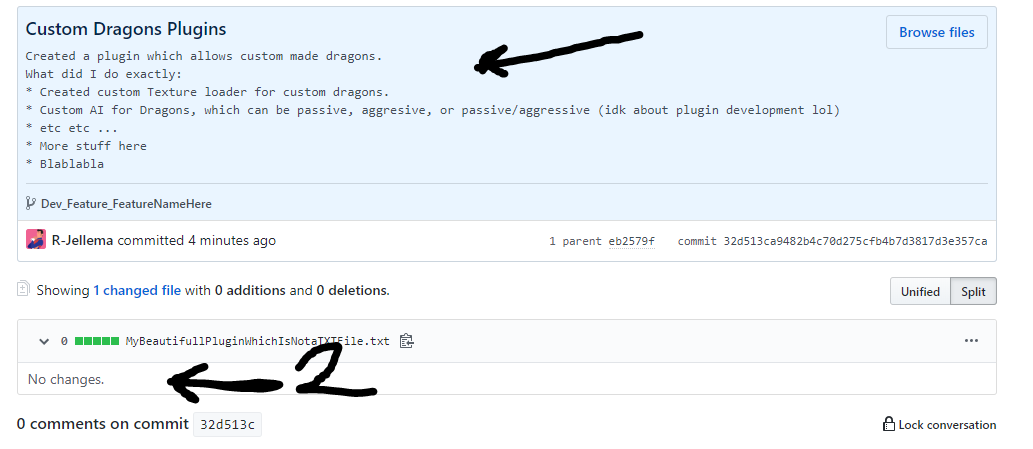 Custom Dragons Plugins
Browse files
Created a plugin which allows custom made dragons.
What did I do exactly:
* Created custom Texture loader for custom dragons.
* Custom AI for Dragons, which can be passive, aggresive, or passive/aggressive (idk about plugin development lol)
* etc etc ...
* More stuff here
* Blablabla
Dev_Feature_FeatureNameHere
R-Jellema committed 4 minutes ago 1 parent eb2579f commit 32d513ca9482b4c70d275cfb4b7d3817d3e357ca
Showing 1 changed file with 0 additions and 0 deletions. Unified Split
0 MyBeautifullPluginWhichIsNotaTXTFile.txt
No changes. 2
0 comments on commit 32d513c Lock conversation